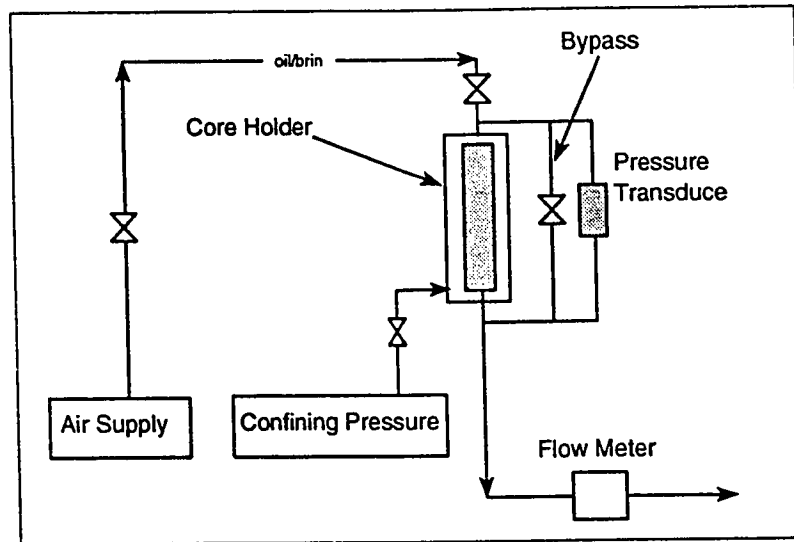 oil/brin
Bypass
Core Holder
Pressure
Transduce
Air Supply
Confining Pressure
Flow Meter